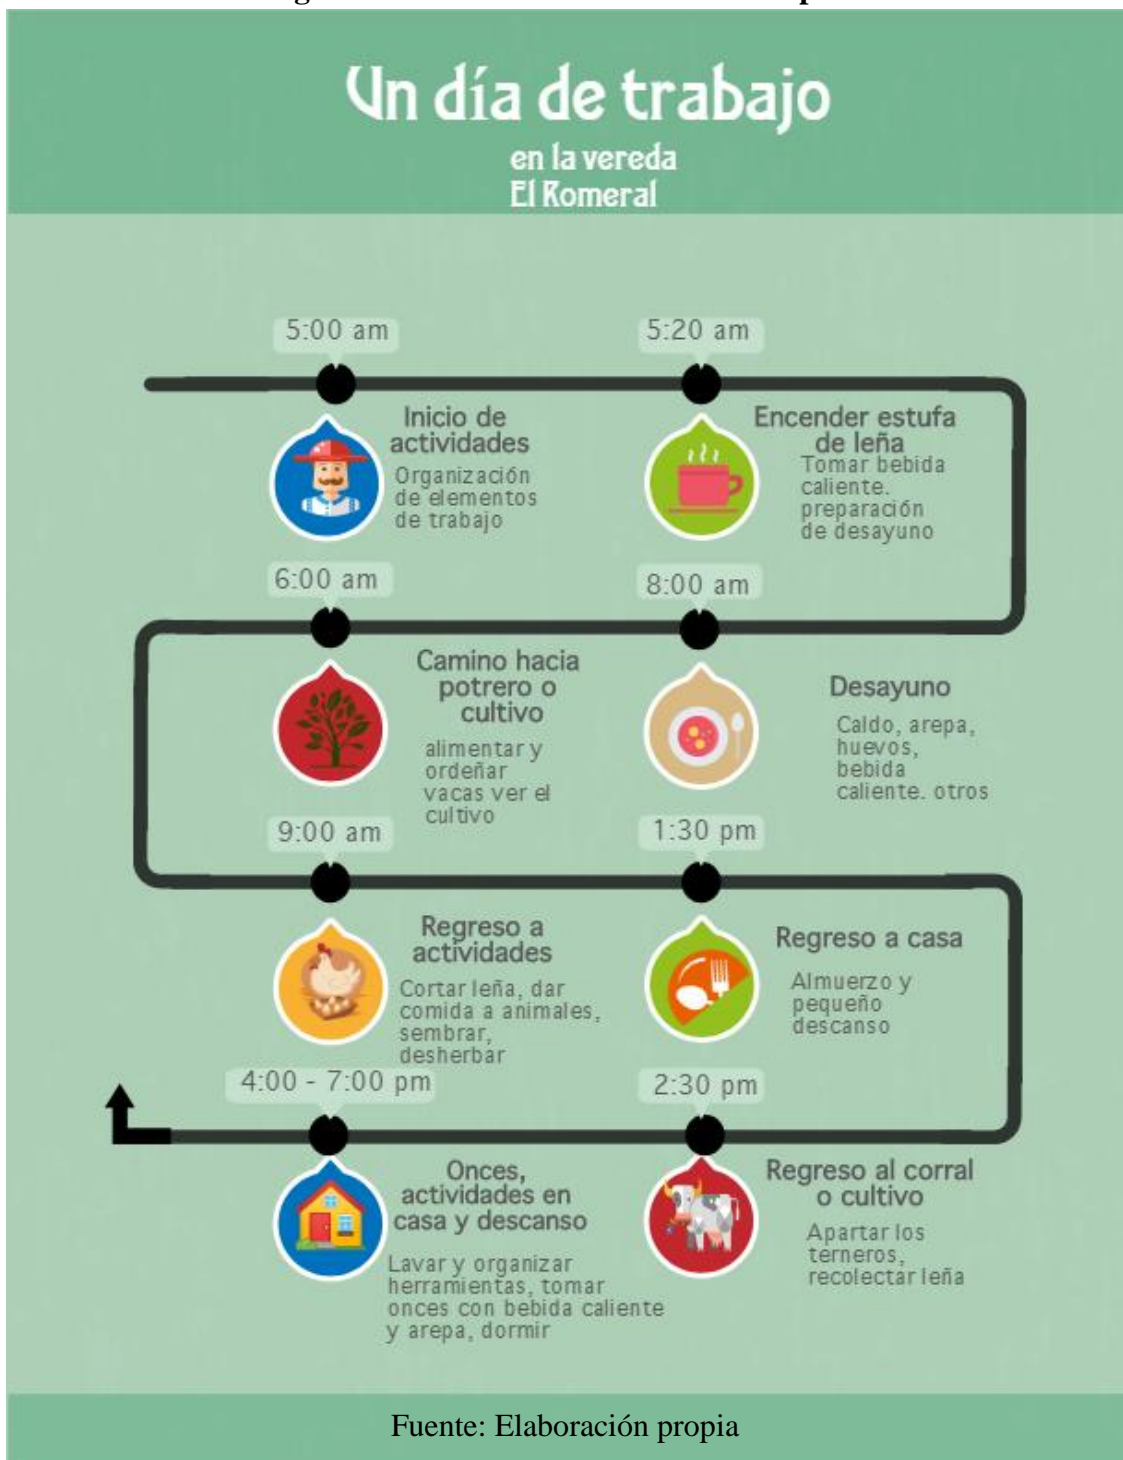 Un día de trabajo
en la vereda
El Romeral
5:00 am
Inicio de
actividades
Organización
de elementos
de trabajo
5:20 am
Encender estufa
de leña
Tomar bebida
caliente.
preparación
de desayuno
6:00 am
Camino hacia
potrero o
cultivo
alimentar y
ordeñar
vacas ver el
cultivo
8:00 am
Desayuno
Caldo, arepa,
huevos,
bebida
caliente. otros
9:00 am
Regreso a
actividades
Cortar leña, dar
comida a animales,
sembrar,
desherbar
1:30 pm
Regreso a casa
Almuerzo y
pequeño
descanso
4:00 - 7:00 pm
Onces,
actividades en
casa y descanso
Lavar y organizar
herramientas, tomar
onces con bebida caliente
y arepa, dormir
2:30 pm
Regreso al corral
o cultivo
Apartar los
terneros,
recolectar leña
Fuente: Elaboración propia